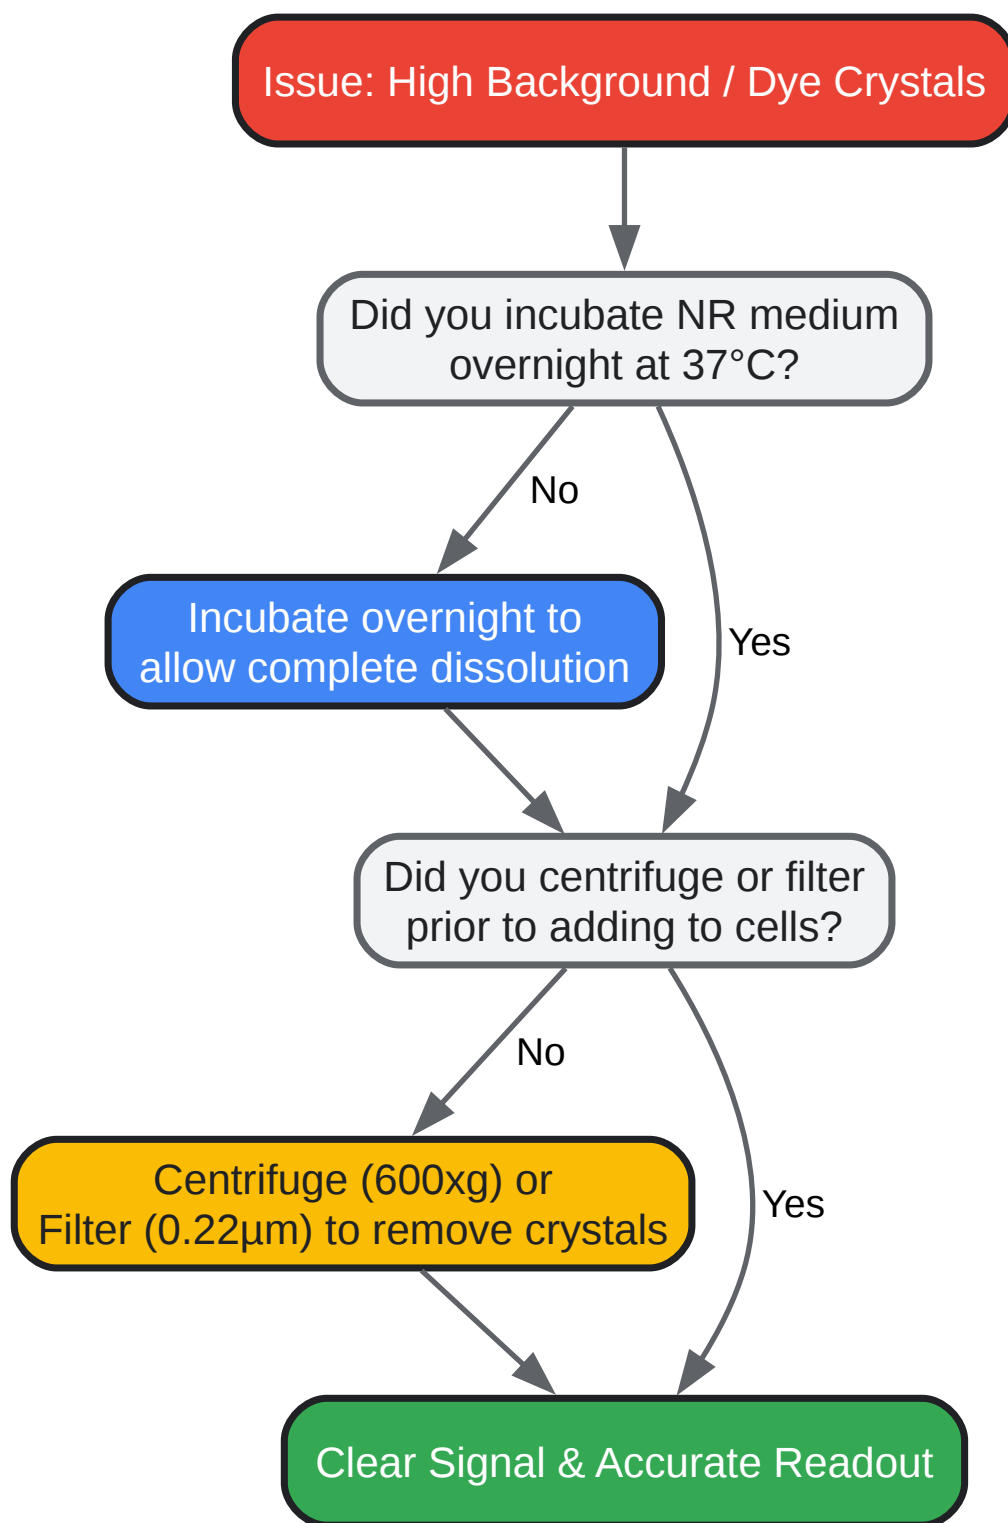 Issue: High Background / Dye Crystals
Did you incubate NR medium
overnight at 37°C?
No
Incubate overnight to
allow complete dissolution
Yes
Did you centrifuge or filter
prior to adding to cells?
No
Centrifuge (600xg) or
Filter (0.22µm) to remove crystals
Yes
Clear Signal & Accurate Readout